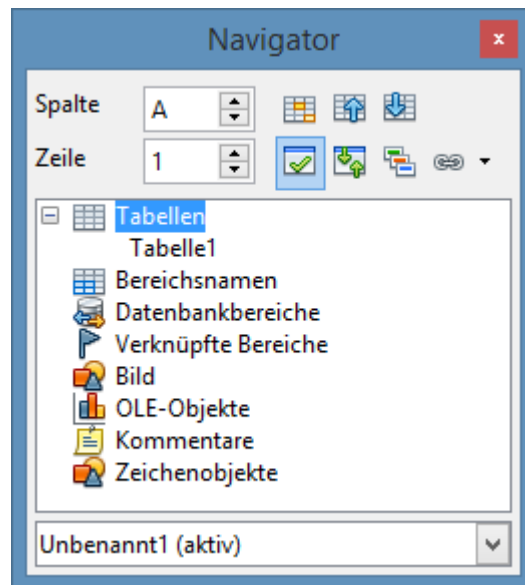 Navigator
x
Spalte A
Zeile 1
Tabellen
Tabelle1
Bereichsnamen
Datenbankbereiche
Verknüpfte Bereiche
Bild
OLE-Objekte
Kommentare
Zeichenobjekte
Unbenannt1 (aktiv)